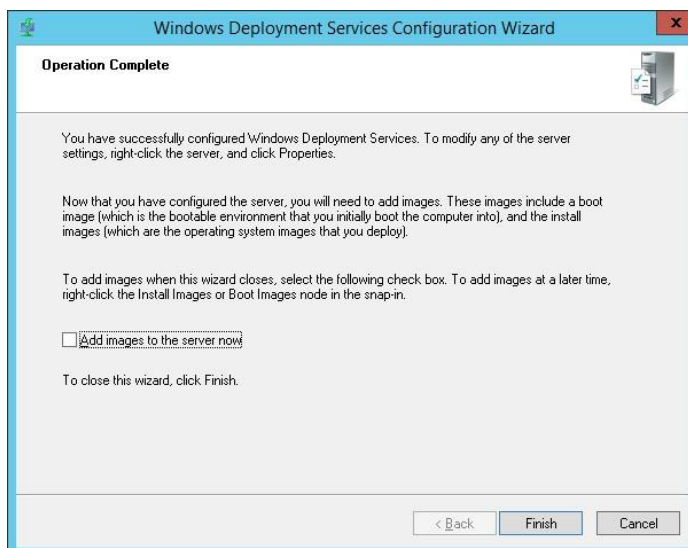 Windows Deployment Services Configuration Wizard
x
Operation Complete
You have successfully configured Windows Deployment Services. To modify any of the server
settings, right-click the server, and click Properties.
Now that you have configured the server, you will need to add images. These images include a boot
image (which is the bootable environment that you initially boot the computer into), and the install
images (which are the operating system images that you deploy).
To add images when this wizard closes, select the following check box. To add images at a later time,
right-click the Install Images or Boot Images node in the snap-in.
Add images to the server now
To close this wizard, click Finish.
< Back Finish Cancel